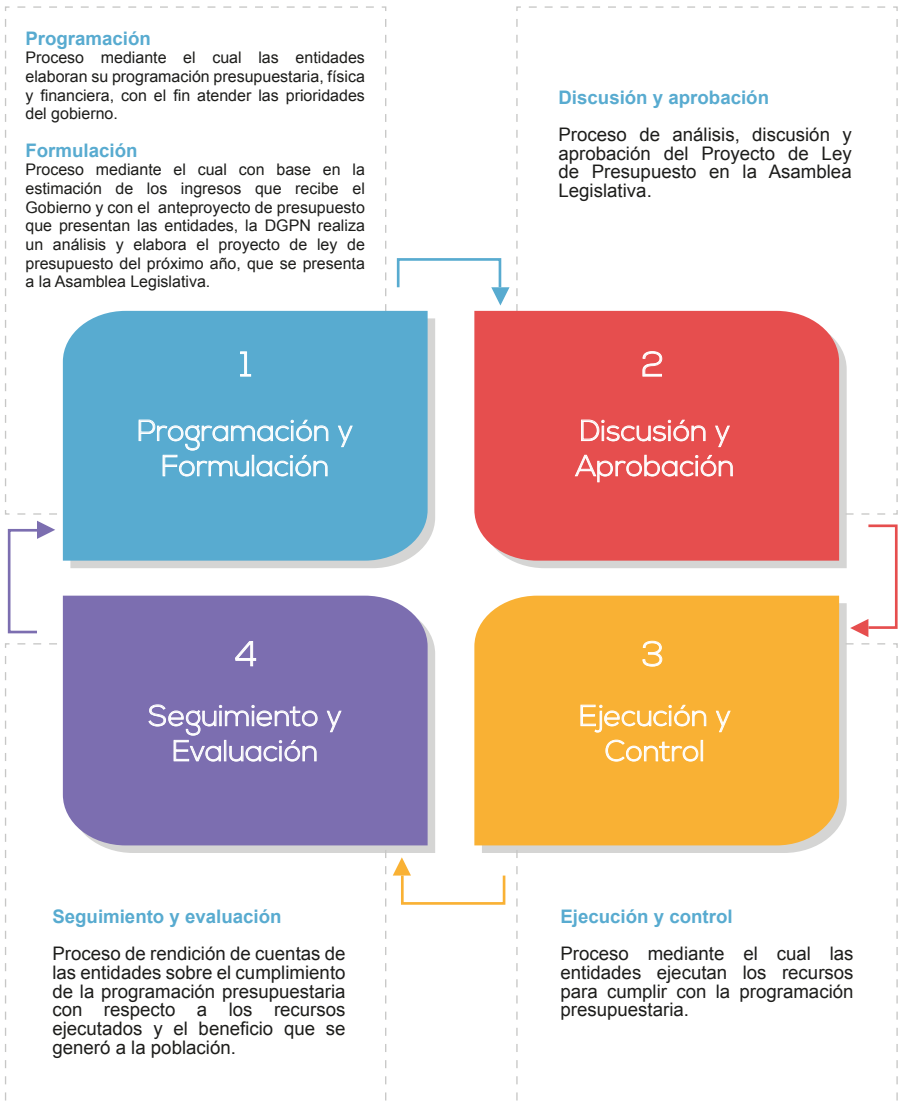 Programación
Proceso mediante el cual las entidades
elaboran su programación presupuestaria, física
y financiera, con el fin atender las prioridades
del gobierno.
Formulación
Proceso mediante el cual con base en la
estimación de los ingresos que recibe el
Gobierno y con el anteproyecto de presupuesto
que presentan las entidades, la DGPN realiza
un análisis y elabora el proyecto de ley de
presupuesto del próximo año, que se presenta
a la Asamblea Legislativa.
Discusión y aprobación
Proceso de análisis, discusión y
aprobación del Proyecto de Ley
de Presupuesto en la Asamblea
Legislativa.
1
Programación y
Formulación
2
Discusión y
Aprobación
4
Seguimiento y
Evaluación
3
Ejecución y
Control
Seguimiento y evaluación
Proceso de rendición de cuentas de
las entidades sobre el cumplimiento
de la programación presupuestaria
con respecto a los recursos
ejecutados y el beneficio que se
generó a la población.
Ejecución y control
Proceso mediante el cual las
entidades ejecutan los recursos
para cumplir con la programación
presupuestaria.